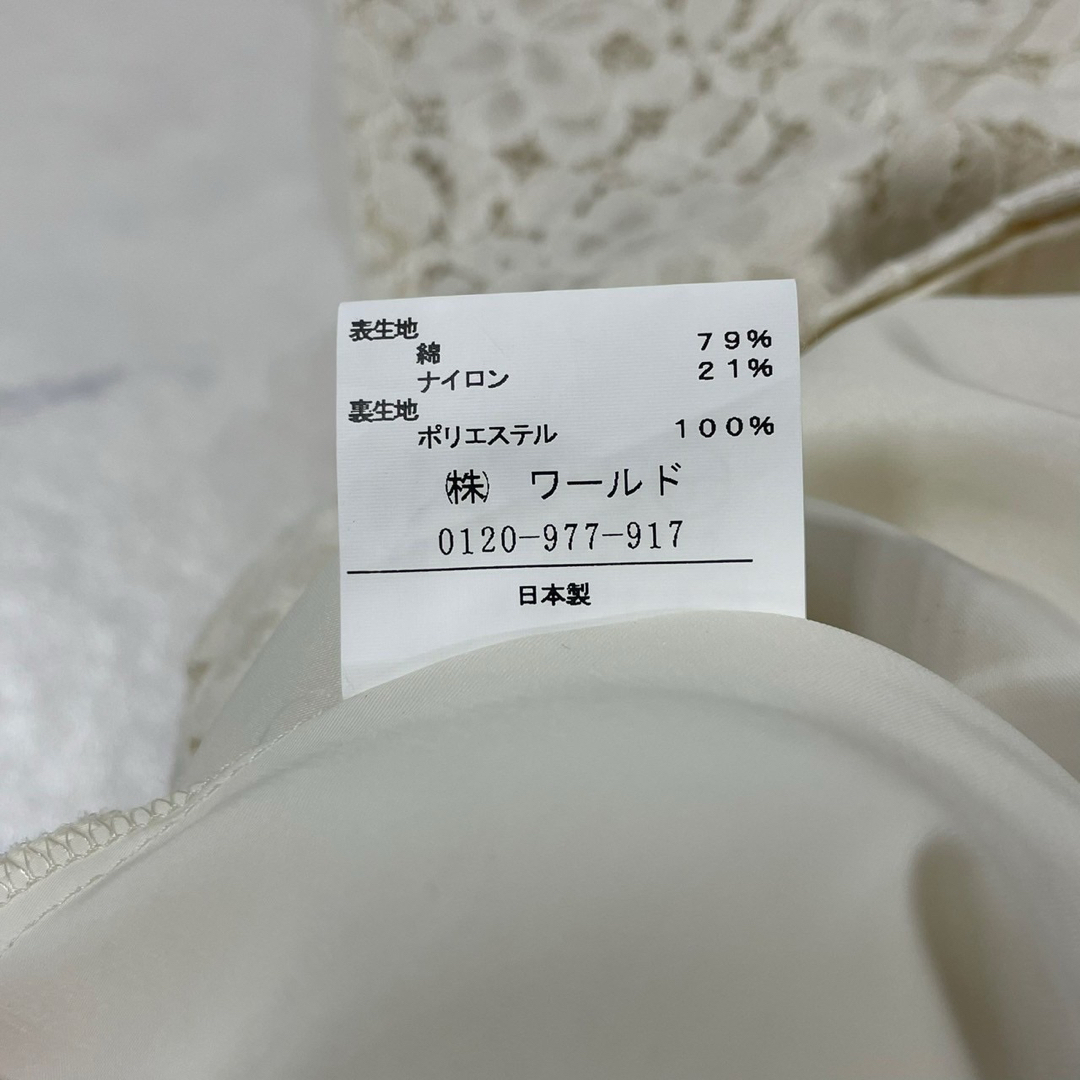 表生地
綿 79%
ナイロン 21%
裏生地
ポリエステル 100%
㈱ ワールド
0120-977-917
日本製